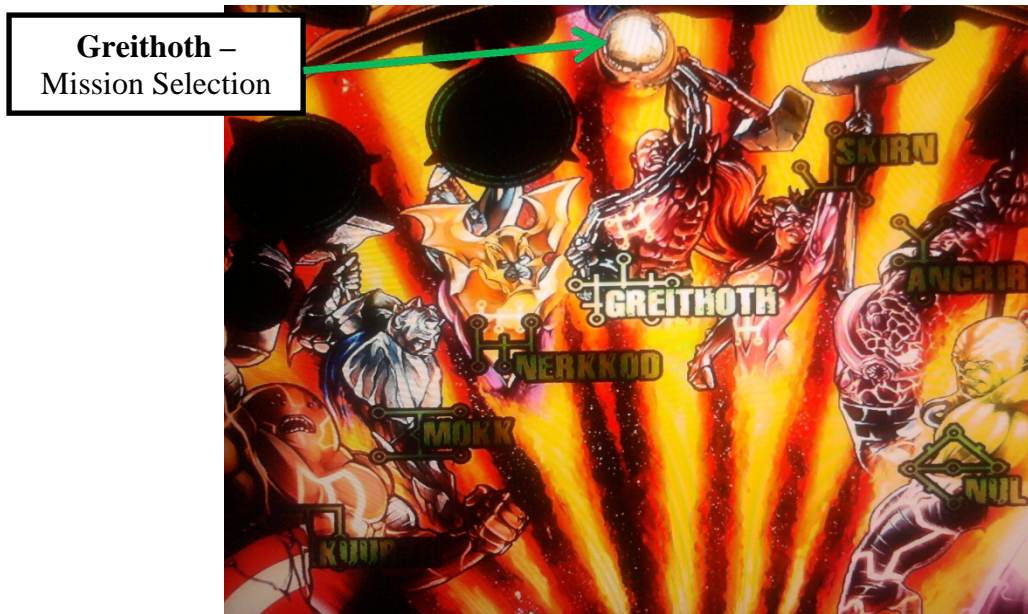 Greithoth –
Mission Selection
SKIRN
ANGRIR
GREITHOTH
NERKKOD
MOKK
NUL